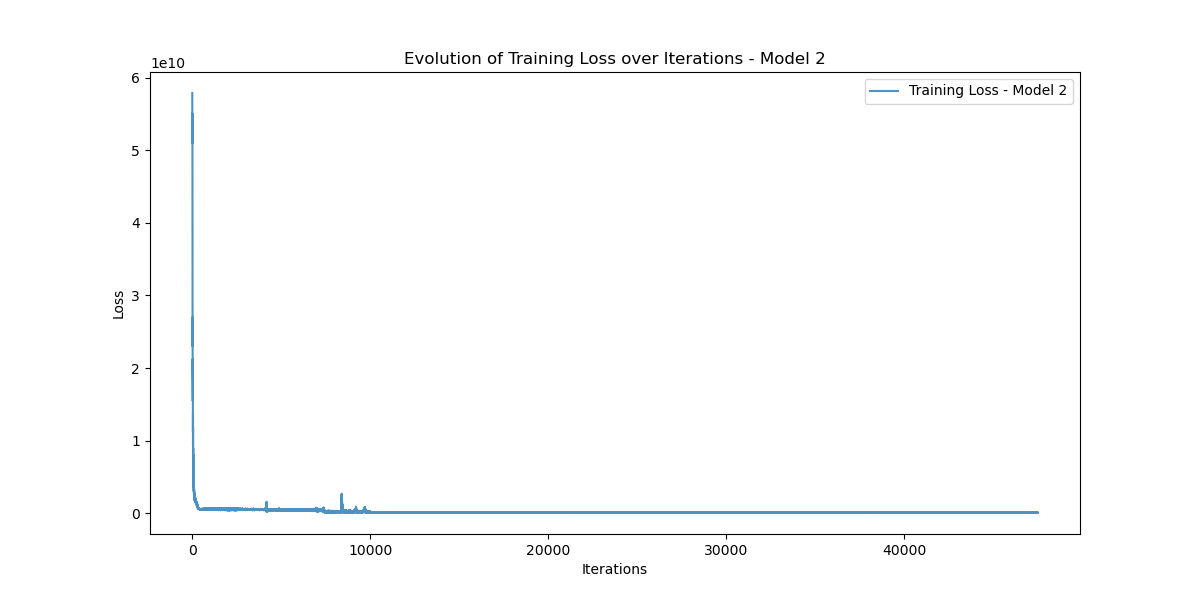 Evolution of Training Loss over Iterations - Model 2
1e10
Training Loss - Model 2
6
5
4
3
2
1
0
Loss
0 10000 20000 30000 40000
Iterations